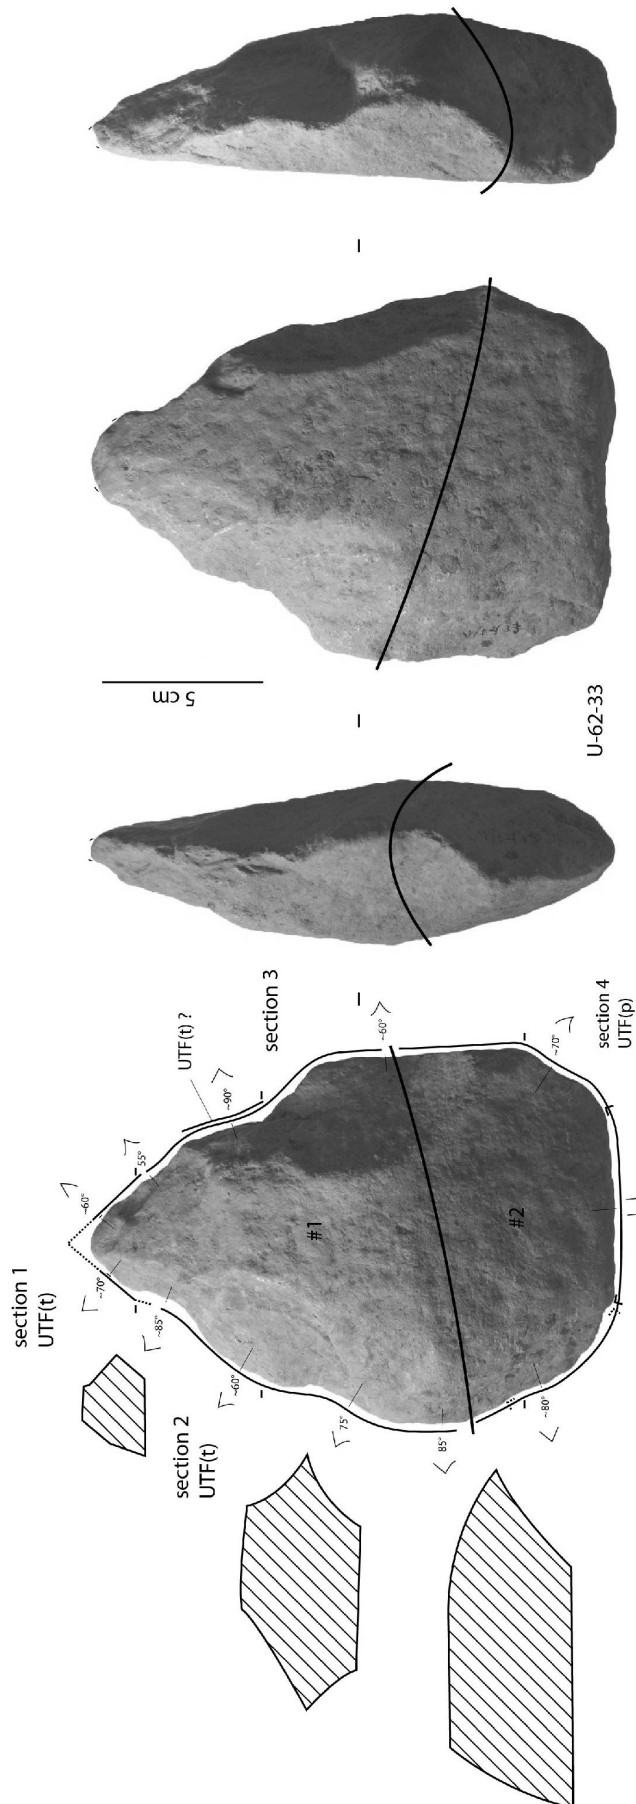 section 1
UTF(t)
section 2
UTF(t)
UTF(t) ?
section 3
section 4
UTF(p)
~60°
~70°
55°
~85°
~90°
~60°
75°
~60°
85°
~80°
~70°
#1
#2
5 cm
U-62-33